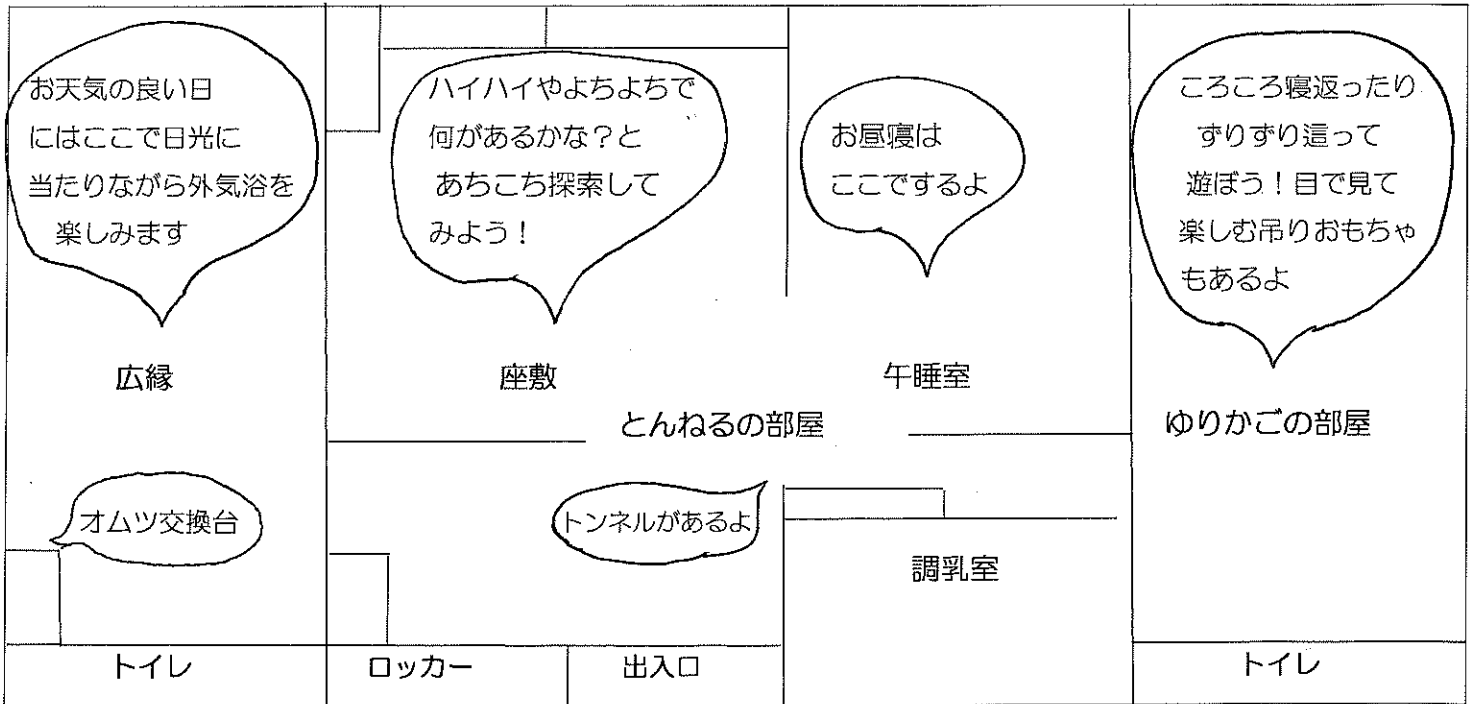 お天気の良い日
にはここで日光に
当たりながら外気浴を
楽しみます
ハイハイやよちよちで
何があるかな？と
あちこち探索して
みよう！
お昼寝は
ここでするよ
ころころ寝返ったり
ずりずり這って
遊ぼう！目で見て
楽しむ吊りおもちゃ
もあるよ
広縁
座敷
午睡室
とんねるの部屋
ゆりかごの部屋
オムツ交換台
トンネルがあるよ
調乳室
トイレ
ロッカー
出入口
トイレ